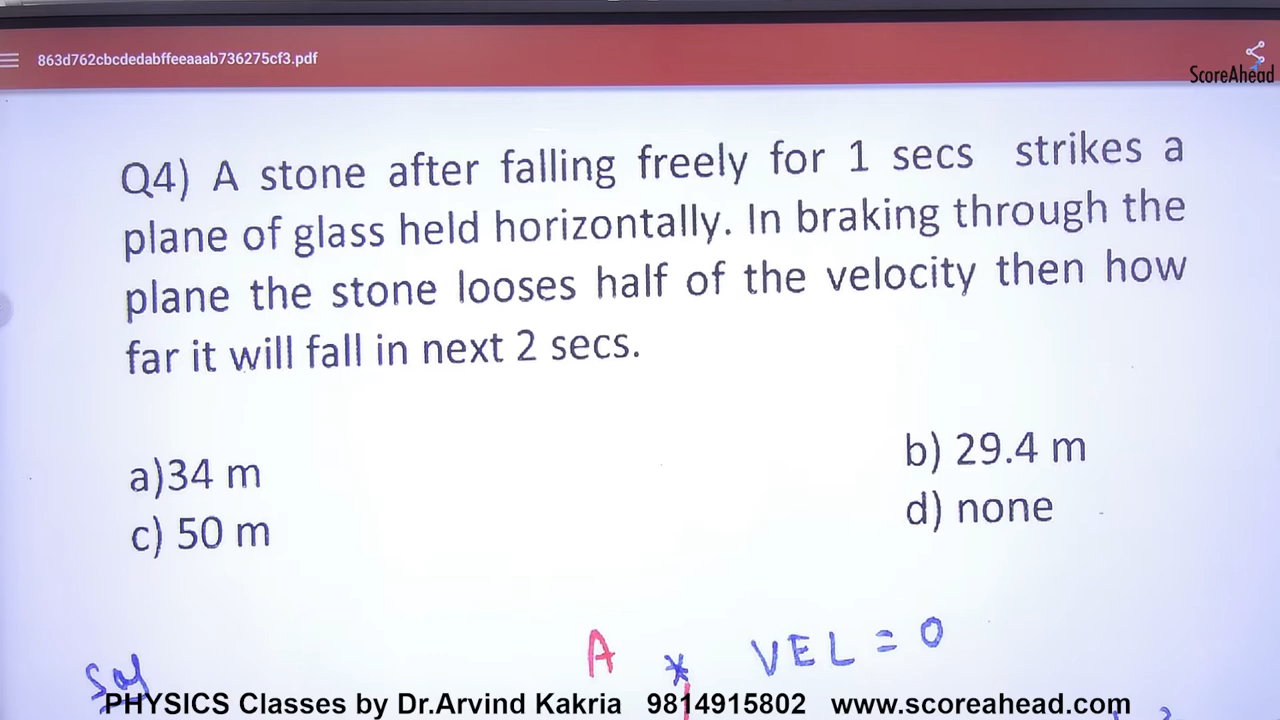 863d762cbcdedabffeeaaab736275cf3.pdf
ScoreAhead
Q4) A stone after falling freely for 1 secs strikes a
plane of glass held horizontally. In braking through the
plane the stone looses half of the velocity then how
far it will fall in next 2 secs.
a)34 m
b) 29.4 m
c) 50 m
d) none
A * VEL = 0
Sol
PHYSICS Classes by Dr.Arvind Kakria 9814915802 www.scoreahead.com